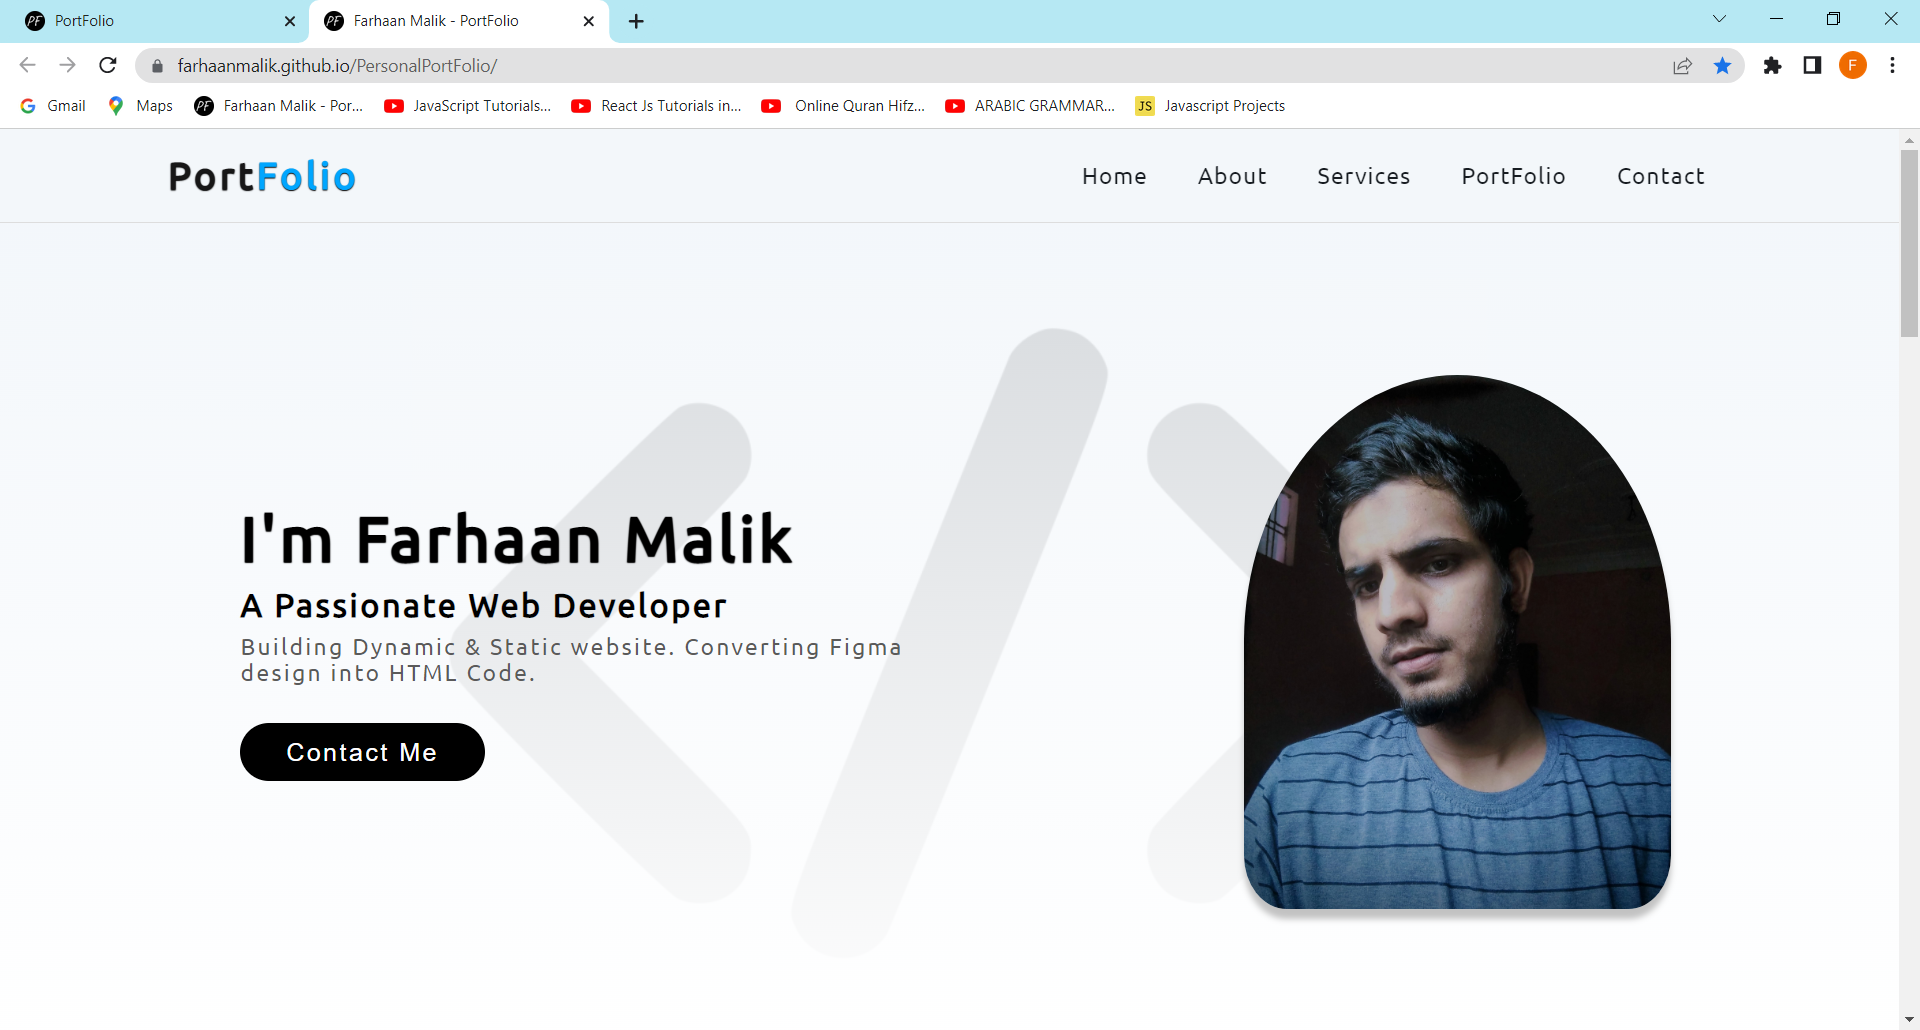 PF PortFolio
PF Farhaan Malik - PortFolio
farhaanmalik.github.io/PersonalPortFolio/
F
G Gmail
Maps
PF Farhaan Malik - Por...
JavaScript Tutorials...
React Js Tutorials in...
Online Quran Hifz...
ARABIC GRAMMAR...
JS Javascript Projects
PortFolio
Home
About
Services
PortFolio
Contact
</>
I'm Farhaan Malik
A Passionate Web Developer
Building Dynamic & Static website. Converting Figma
design into HTML Code.
Contact Me